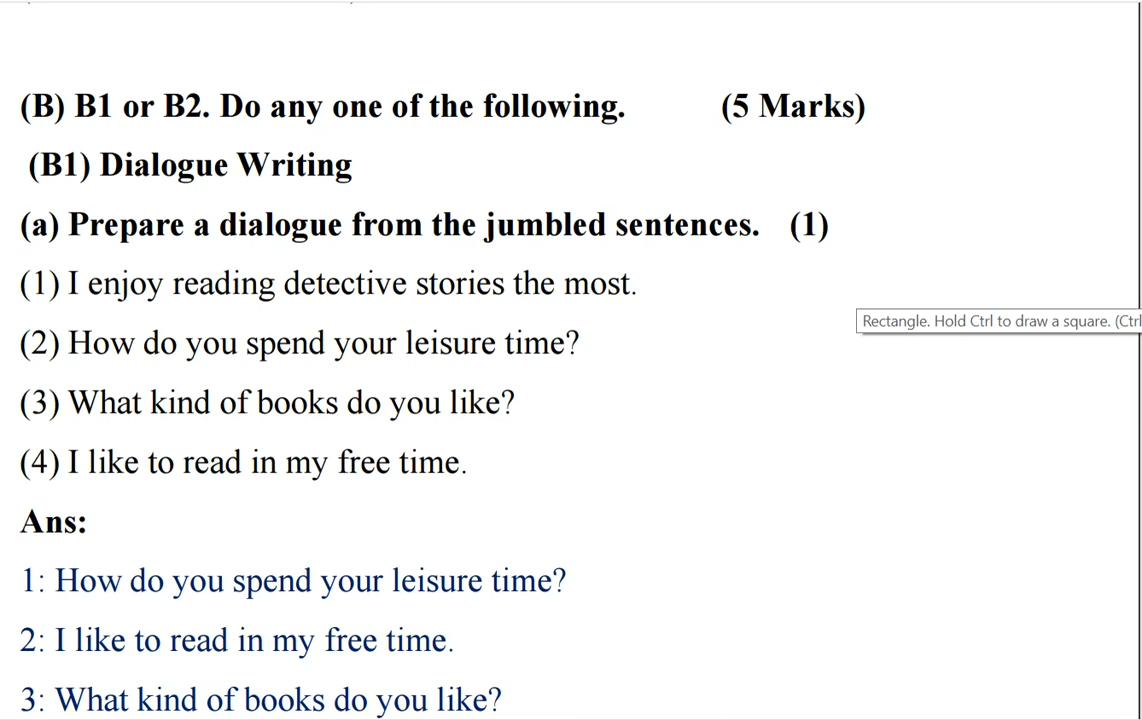 (B) B1 or B2. Do any one of the following. (5 Marks)
(B1) Dialogue Writing
(a) Prepare a dialogue from the jumbled sentences. (1)
(1) I enjoy reading detective stories the most.
Rectangle. Hold Ctrl to draw a square. (Ctrl
(2) How do you spend your leisure time?
(3) What kind of books do you like?
(4) I like to read in my free time.
Ans:
1: How do you spend your leisure time?
2: I like to read in my free time.
3: What kind of books do you like?